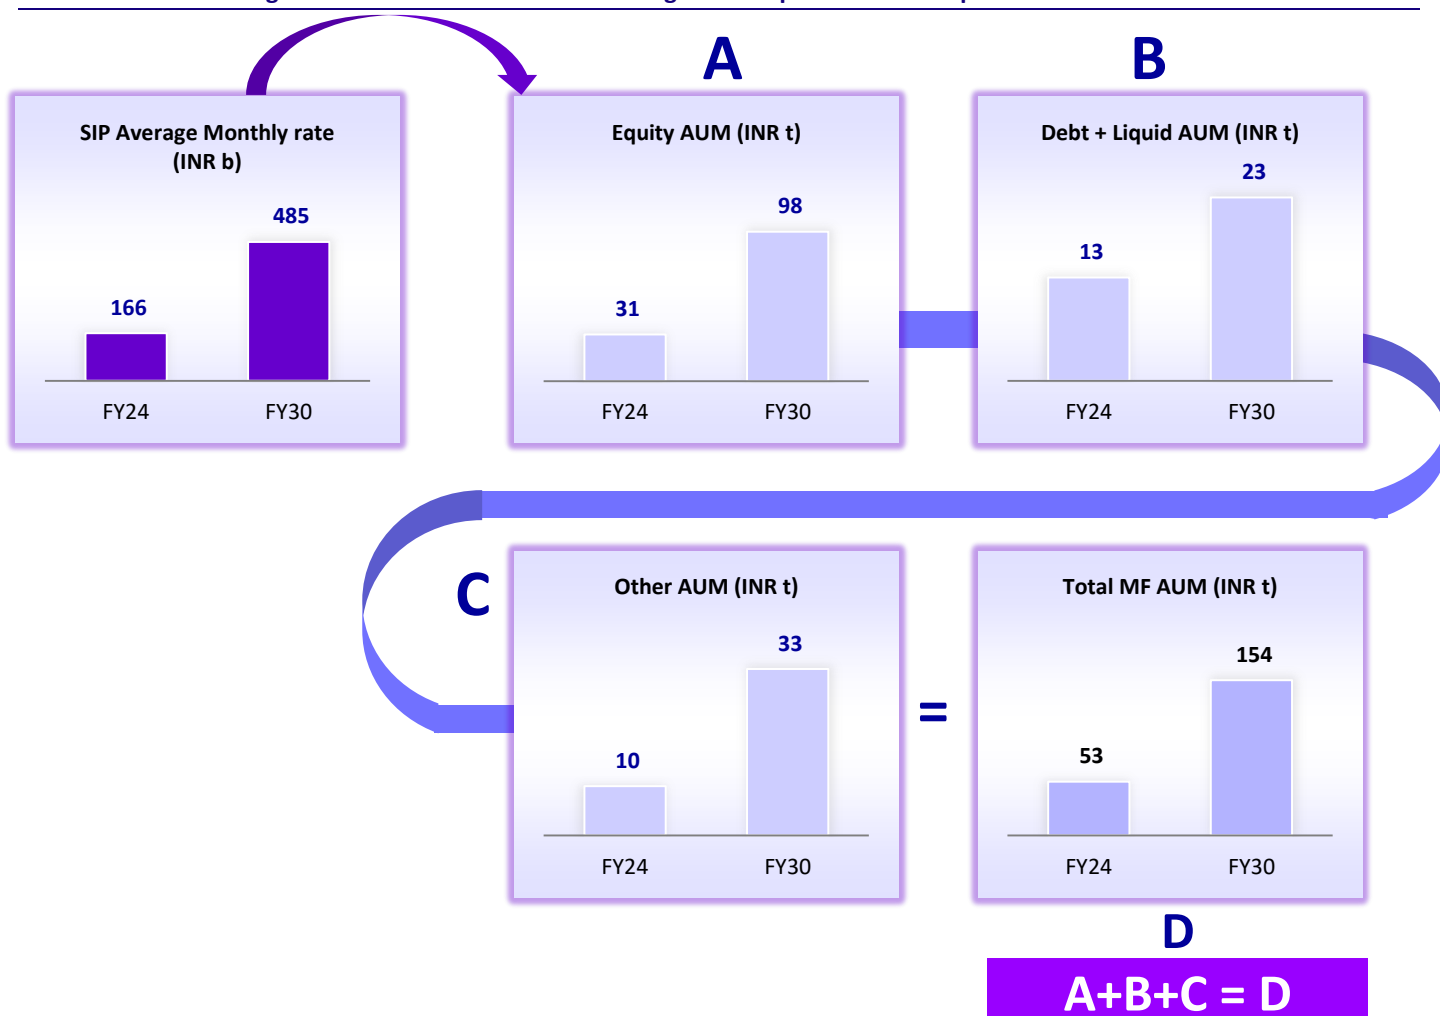 A
B
SIP Average Monthly rate
(INR b)
485
166
FY24
FY30
Equity AUM (INR t)
98
31
FY24
FY30
Debt + Liquid AUM (INR t)
23
13
FY24
FY30
C
Other AUM (INR t)
33
10
FY24
FY30
=
Total MF AUM (INR t)
154
53
FY24
FY30
D
A+B+C = D